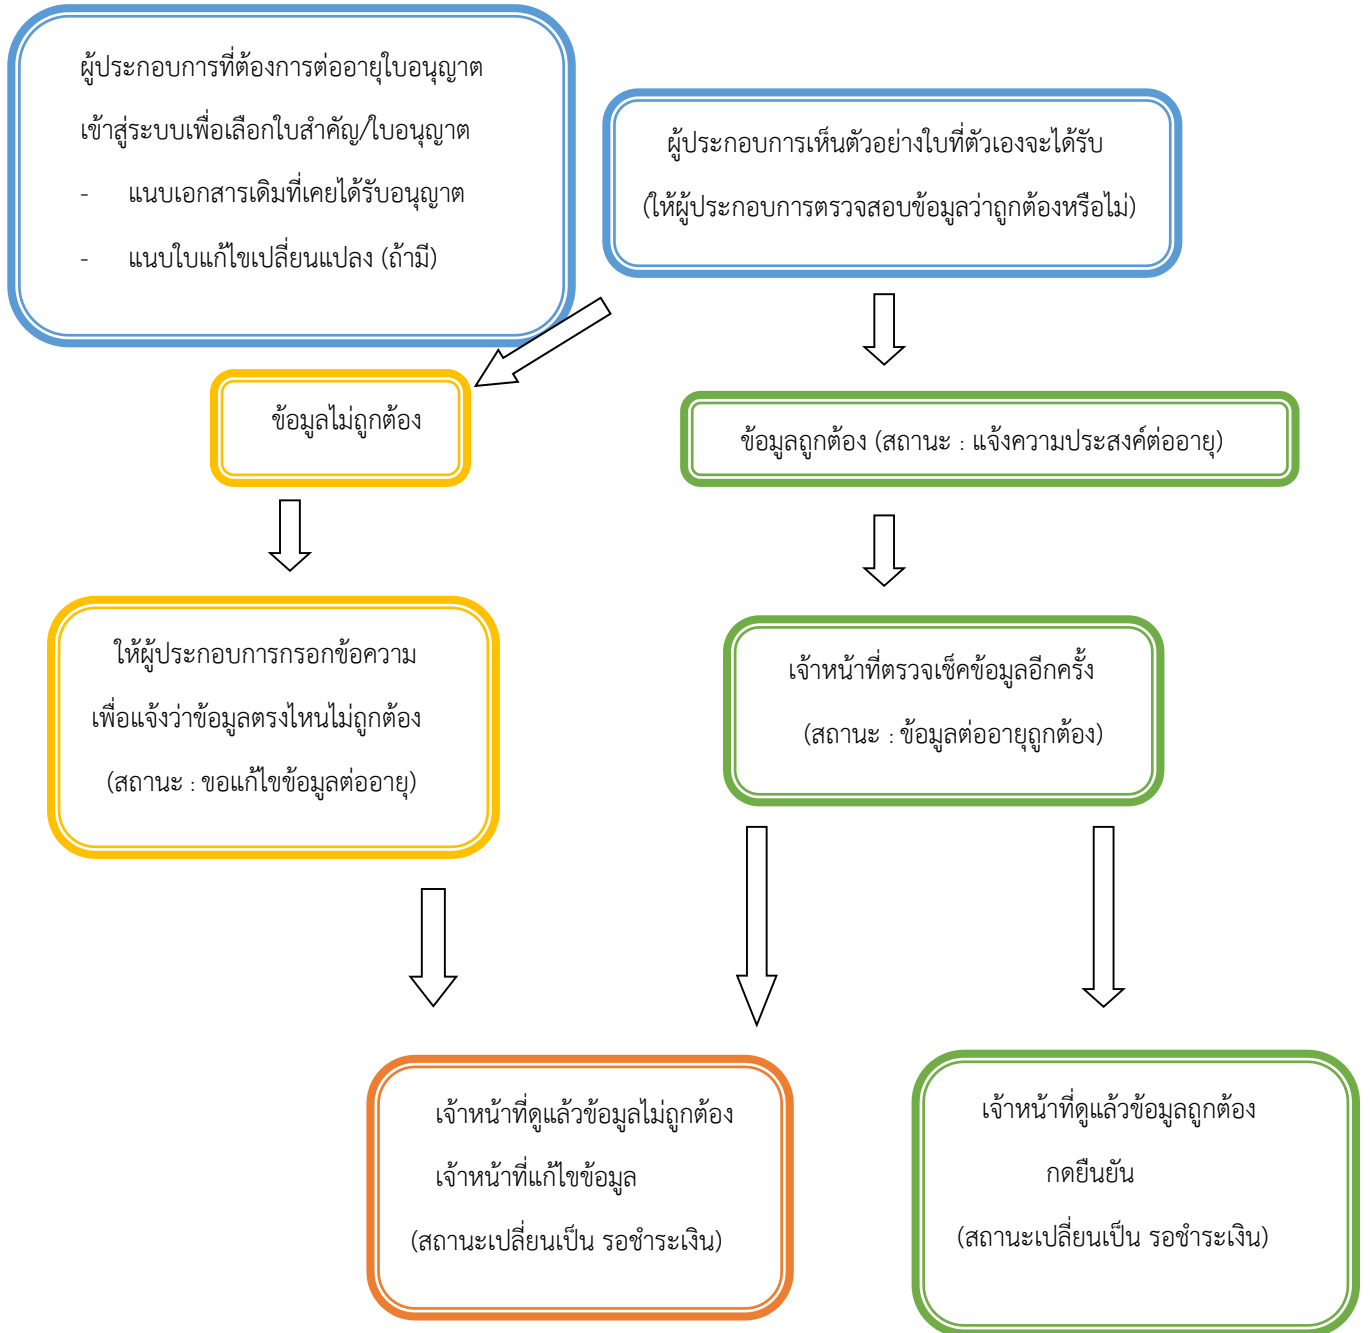 ผู้ประกอบการที่ต้องการต่ออายุใบอนุญาต
เข้าสู่ระบบเพื่อเลือกใบสำคัญ/ใบอนุญาต
- แนบเอกสารเดิมที่เคยได้รับอนุญาต
- แนบใบแก้ไขเปลี่ยนแปลง (ถ้ามี)
ผู้ประกอบการเห็นตัวอย่างใบที่ตัวเองจะได้รับ
(ให้ผู้ประกอบการตรวจสอบข้อมูลว่าถูกต้องหรือไม่)
ข้อมูลไม่ถูกต้อง
ข้อมูลถูกต้อง (สถานะ : แจ้งความประสงค์ต่ออายุ)
ให้ผู้ประกอบการกรอกข้อความ
เพื่อแจ้งว่าข้อมูลตรงไหนไม่ถูกต้อง
(สถานะ : ขอแก้ไขข้อมูลต่ออายุ)
เจ้าหน้าที่ตรวจเช็คข้อมูลอีกครั้ง
(สถานะ : ข้อมูลต่ออายุถูกต้อง)
เจ้าหน้าที่ดูแล้วข้อมูลไม่ถูกต้อง
เจ้าหน้าที่แก้ไขข้อมูล
(สถานะเปลี่ยนเป็น รอชำระเงิน)
เจ้าหน้าที่ดูแล้วข้อมูลถูกต้อง
กดยืนยัน
(สถานะเปลี่ยนเป็น รอชำระเงิน)